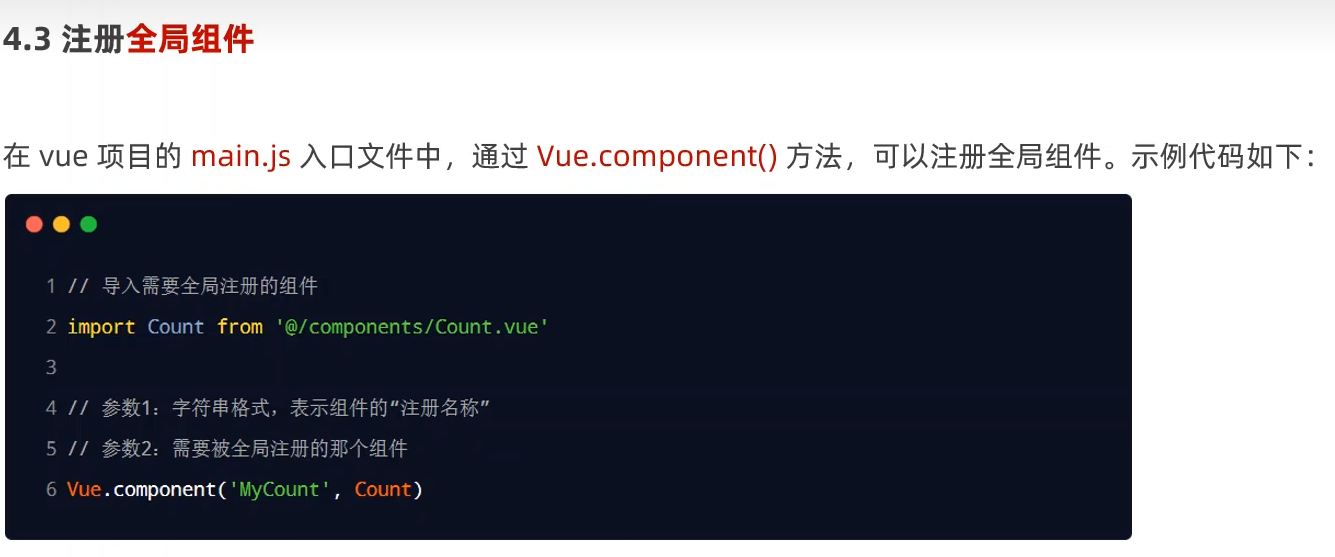 4.3 注册全局组件
在 vue 项目的 main.js 入口文件中，通过 Vue.component() 方法，可以注册全局组件。示例代码如下：
1 // 导入需要全局注册的组件
2 import Count from '@/components/Count.vue'
3
4 // 参数1：字符串格式，表示组件的“注册名称”
5 // 参数2：需要被全局注册的那个组件
6 Vue.component('MyCount', Count)